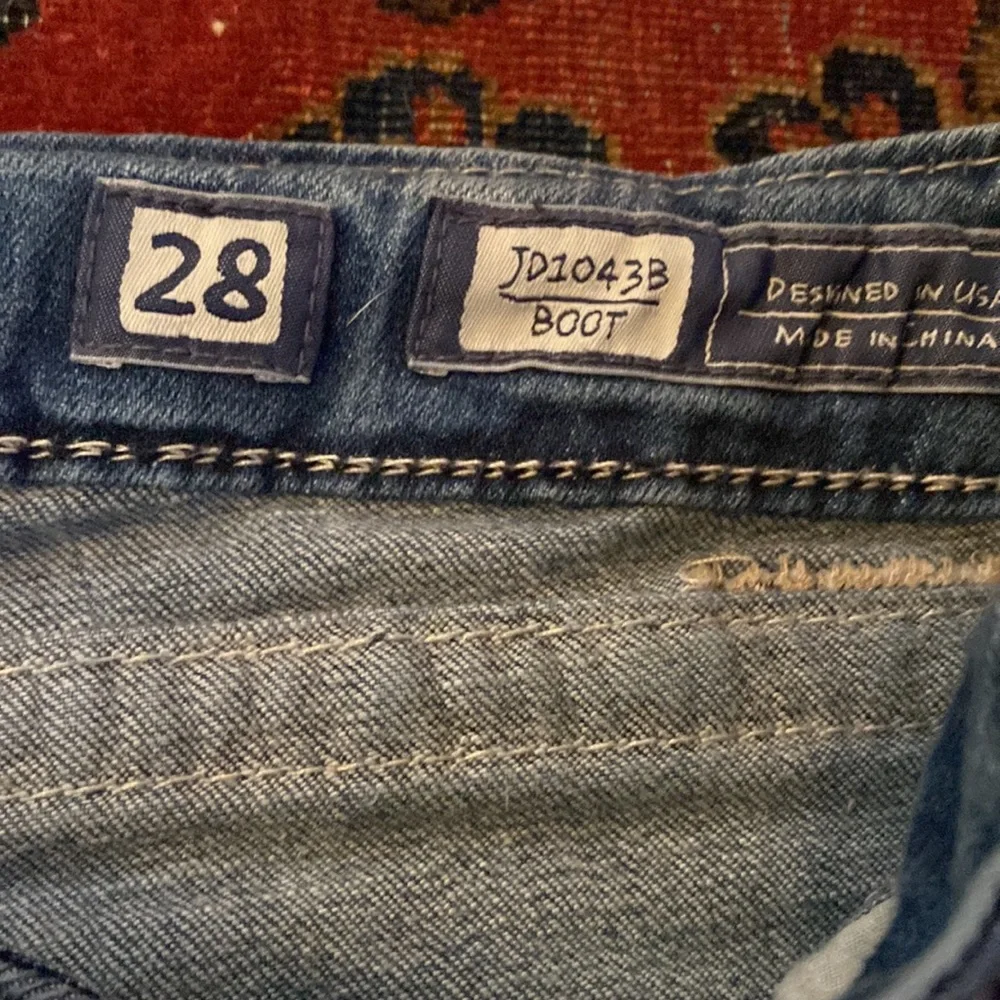 28
JD1043B
BOOT
DESIGNED IN USA
MADE IN CHINA